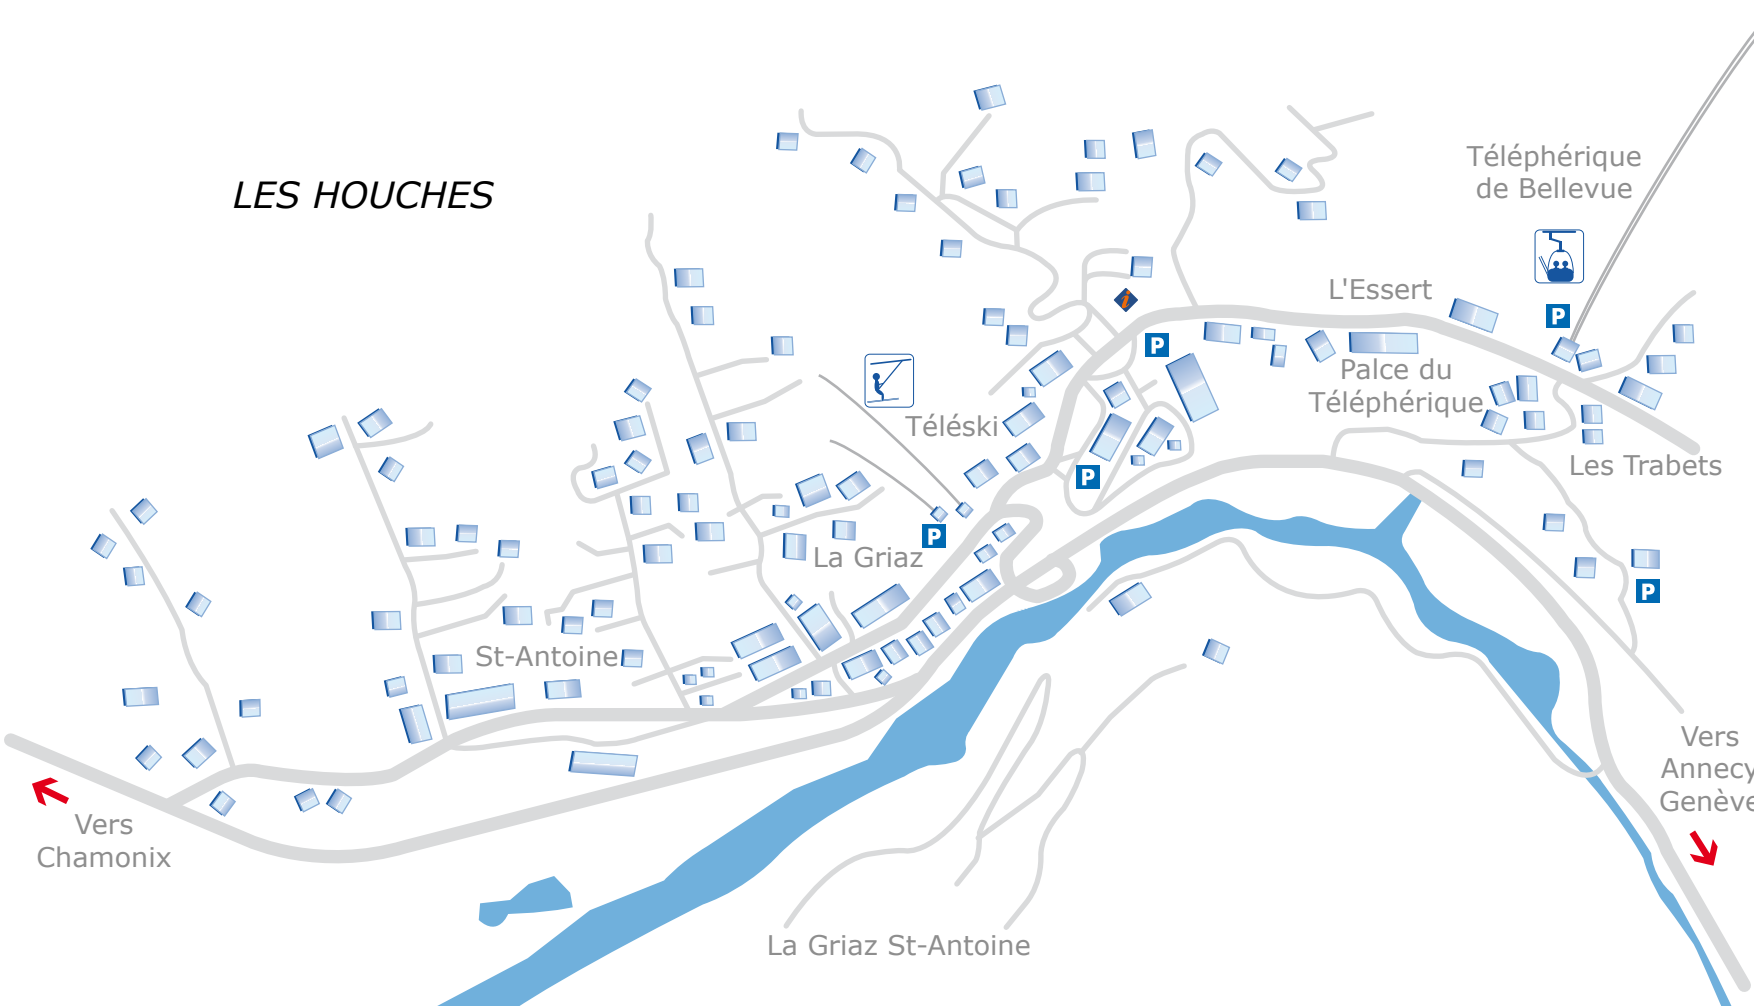 LES HOUCHES
Téléphérique
de Bellevue
L'Essert
P
P
i
Palce du
Téléphérique
Téléski
P
Les Trabets
P
La Griaz
P
St-Antoine
Vers
Annecy
Genève
Vers
Chamonix
La Griaz St-Antoine